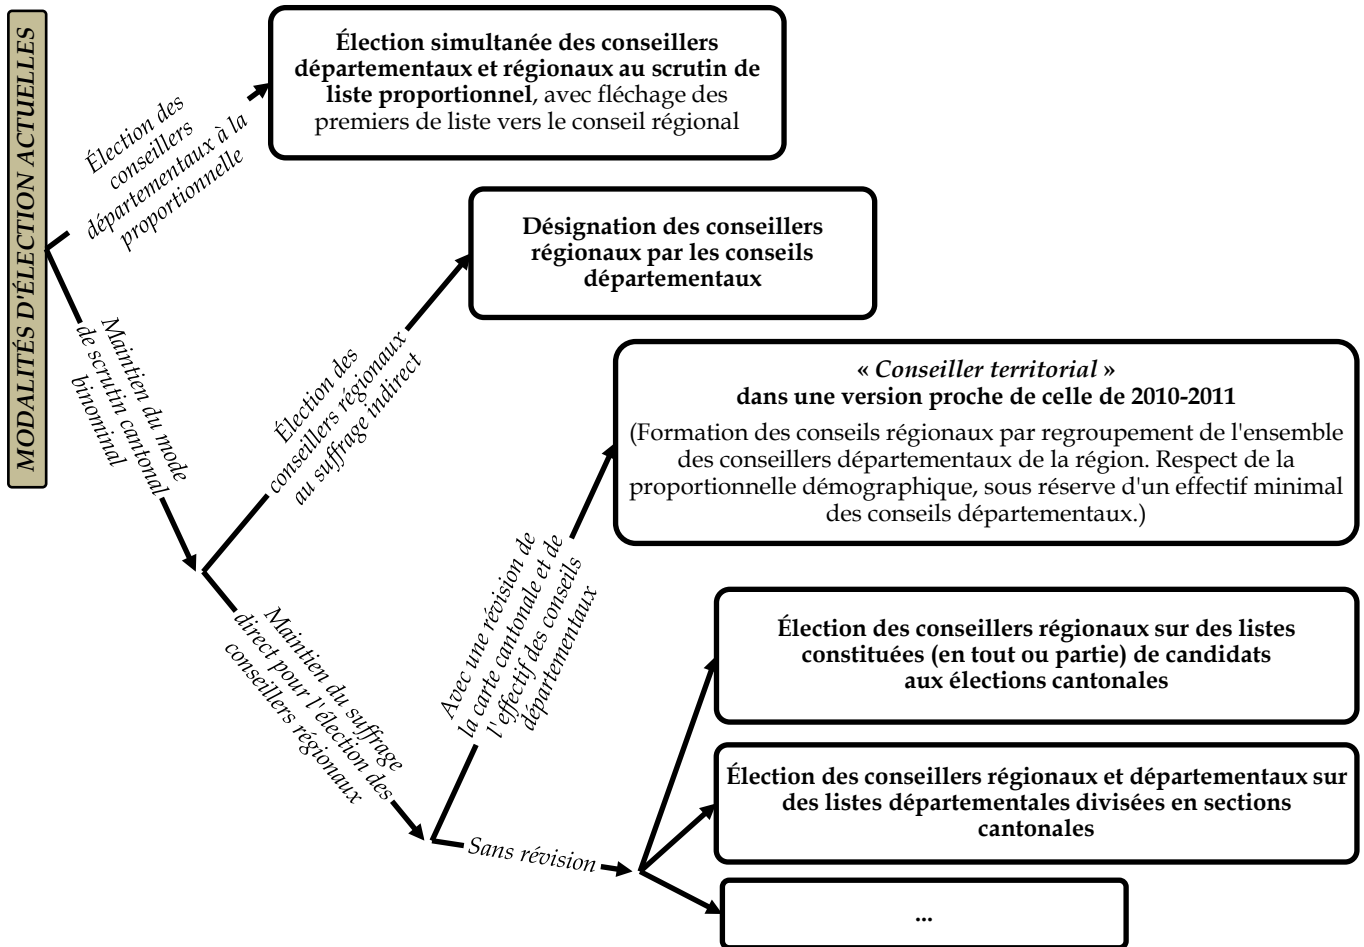 MODALITÉS D'ÉLECTION ACTUELLES
Élection des
conseillers
départementaux à la
proportionnelle
Élection simultanée des conseillers
départementaux et régionaux au scrutin de
liste proportionnel, avec fléchage des
premiers de liste vers le conseil régional
Maintien du mode
de scrutin cantonal
binominal
Élection des
conseillers régionaux
au suffrage indirect
Désignation des conseillers
régionaux par les conseils
départementaux
Maintien du suffrage
direct pour l'élection des
conseillers régionaux
Avec une révision de
la carte cantonale et de
l'effectif des conseils
départementaux
« Conseiller territorial »
dans une version proche de celle de 2010-2011
(Formation des conseils régionaux par regroupement de l'ensemble
des conseillers départementaux de la région. Respect de la
proportionnelle démographique, sous réserve d'un effectif minimal
des conseils départementaux.)
Sans révision
Élection des conseillers régionaux sur des listes
constituées (en tout ou partie) de candidats
aux élections cantonales
Élection des conseillers régionaux et départementaux sur
des listes départementales divisées en sections
cantonales
...